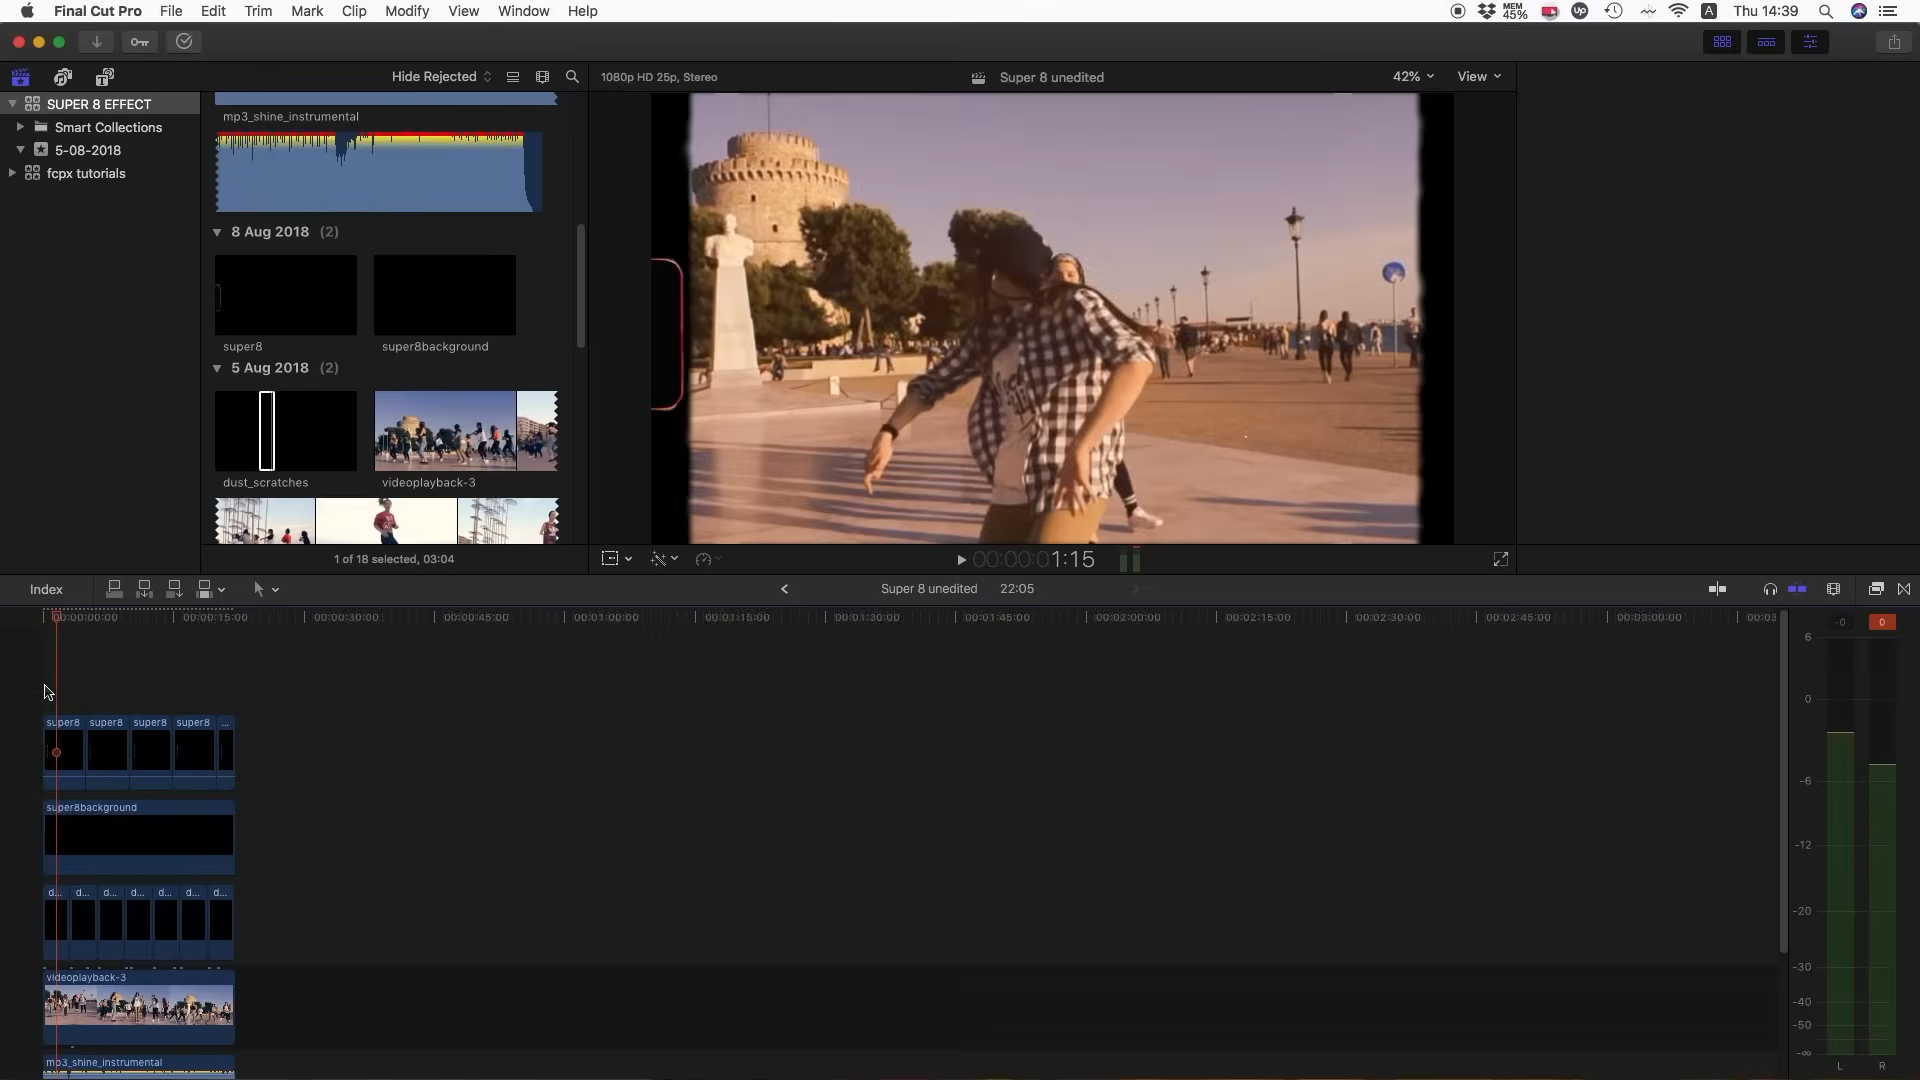 Final Cut Pro File Edit Trim Mark Clip Modify View Window Help
MEM
45%
Up
A
Thu 14:39
Hide Rejected
1080p HD 25p, Stereo
Super 8 unedited
42%
View
SUPER 8 EFFECT
Smart Collections
5-08-2018
fcpx tutorials
mp3_shine_instrumental
8 Aug 2018 (2)
super8
super8background
5 Aug 2018 (2)
dust_scratches
videoplayback-3
1 of 18 selected, 03:04
00:00:01:15
Index
Super 8 unedited 22:05
00:00:00:00 00:00:15:00 00:00:30:00 00:00:45:00 00:01:00:00 00:01:15:00 00:01:30:00 00:01:45:00 00:02:00:00 00:02:15:00 00:02:30:00 00:02:45:00 00:03:00:00 00:03
super8 super8 super8 super8 ...
super8background
d... d... d... d... d... d... d...
videoplayback-3
mp3_shine_instrumental
-0 0
6
0
-6
-12
-20
-30
-40
-50
-∞
L R